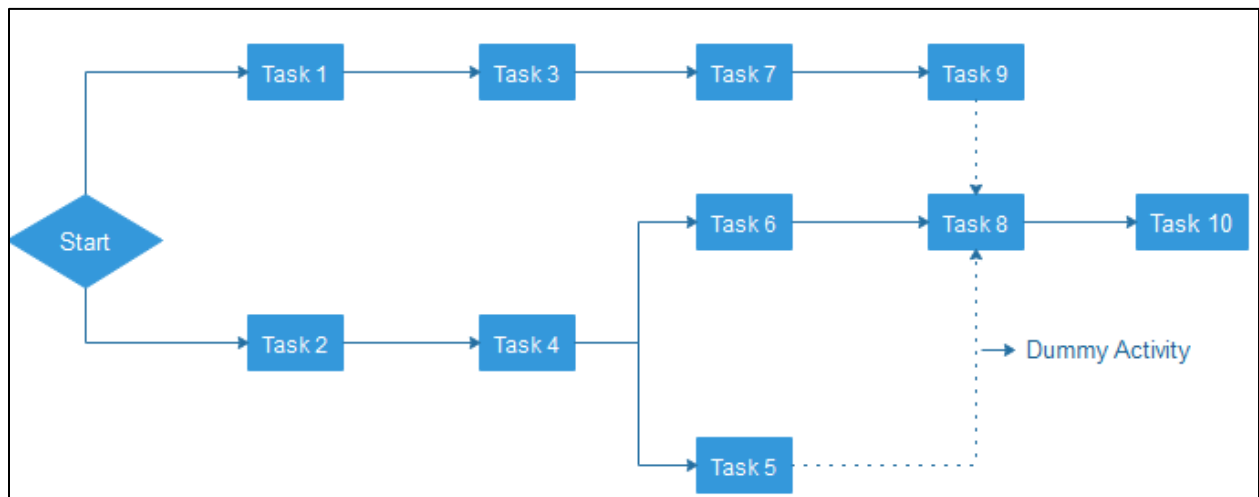 Task 1
Task 3
Task 7
Task 9
Task 6
Task 8
Task 10
Start
Task 2
Task 4
Dummy Activity
Task 5